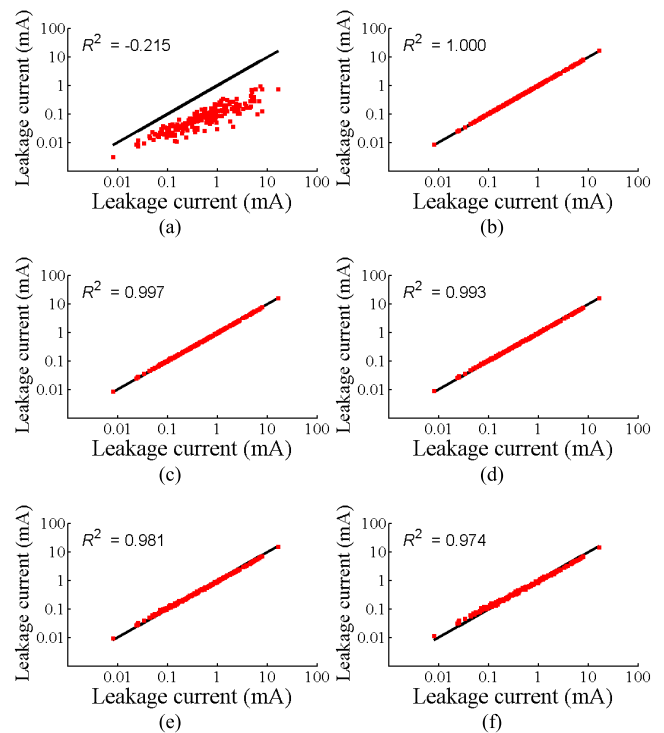 Leakage current (mA)
100
10
1
0.1
0.01
R² = -0.215
0.01 0.1 1 10 100
Leakage current (mA)
(a)
Leakage current (mA)
100
10
1
0.1
0.01
R² = 1.000
0.01 0.1 1 10 100
Leakage current (mA)
(b)
Leakage current (mA)
100
10
1
0.1
0.01
R² = 0.997
0.01 0.1 1 10 100
Leakage current (mA)
(c)
Leakage current (mA)
100
10
1
0.1
0.01
R² = 0.993
0.01 0.1 1 10 100
Leakage current (mA)
(d)
Leakage current (mA)
100
10
1
0.1
0.01
R² = 0.981
0.01 0.1 1 10 100
Leakage current (mA)
(e)
Leakage current (mA)
100
10
1
0.1
0.01
R² = 0.974
0.01 0.1 1 10 100
Leakage current (mA)
(f)